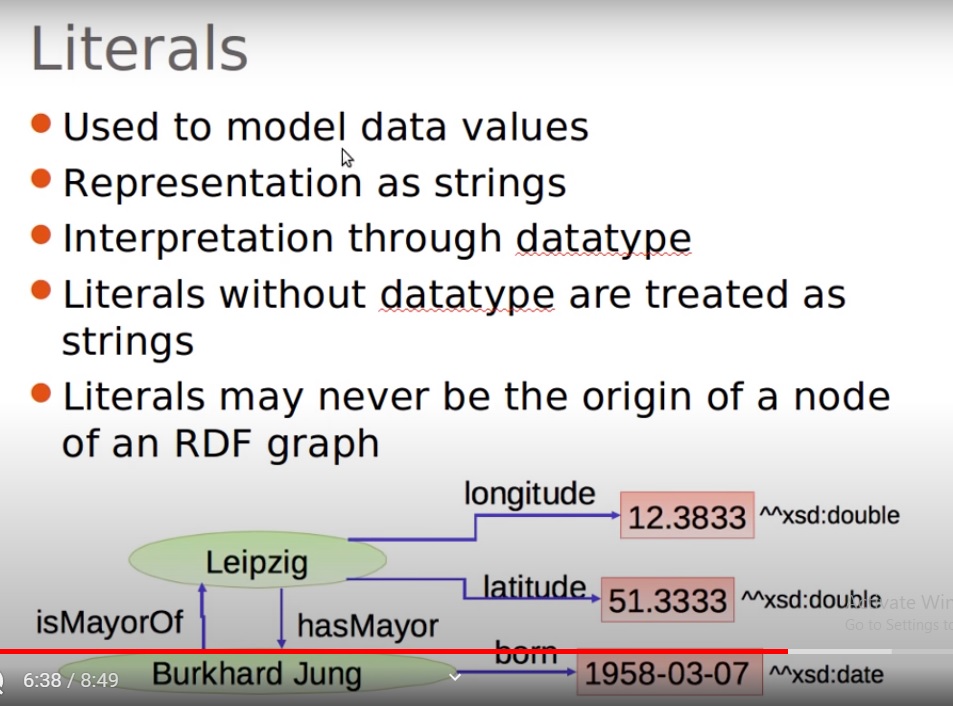 Literals
Used to model data values
Representation as strings
Interpretation through datatype
Literals without datatype are treated as
strings
Literals may never be the origin of a node
of an RDF graph
longitude
12.3833 ^^xsd:double
Leipzig
latitude
51.3333 ^^xsd:double
isMayorOf
hasMayor
born
Burkhard Jung
1958-03-07 ^^xsd:date
6:38 / 8:49
Go to Settings to